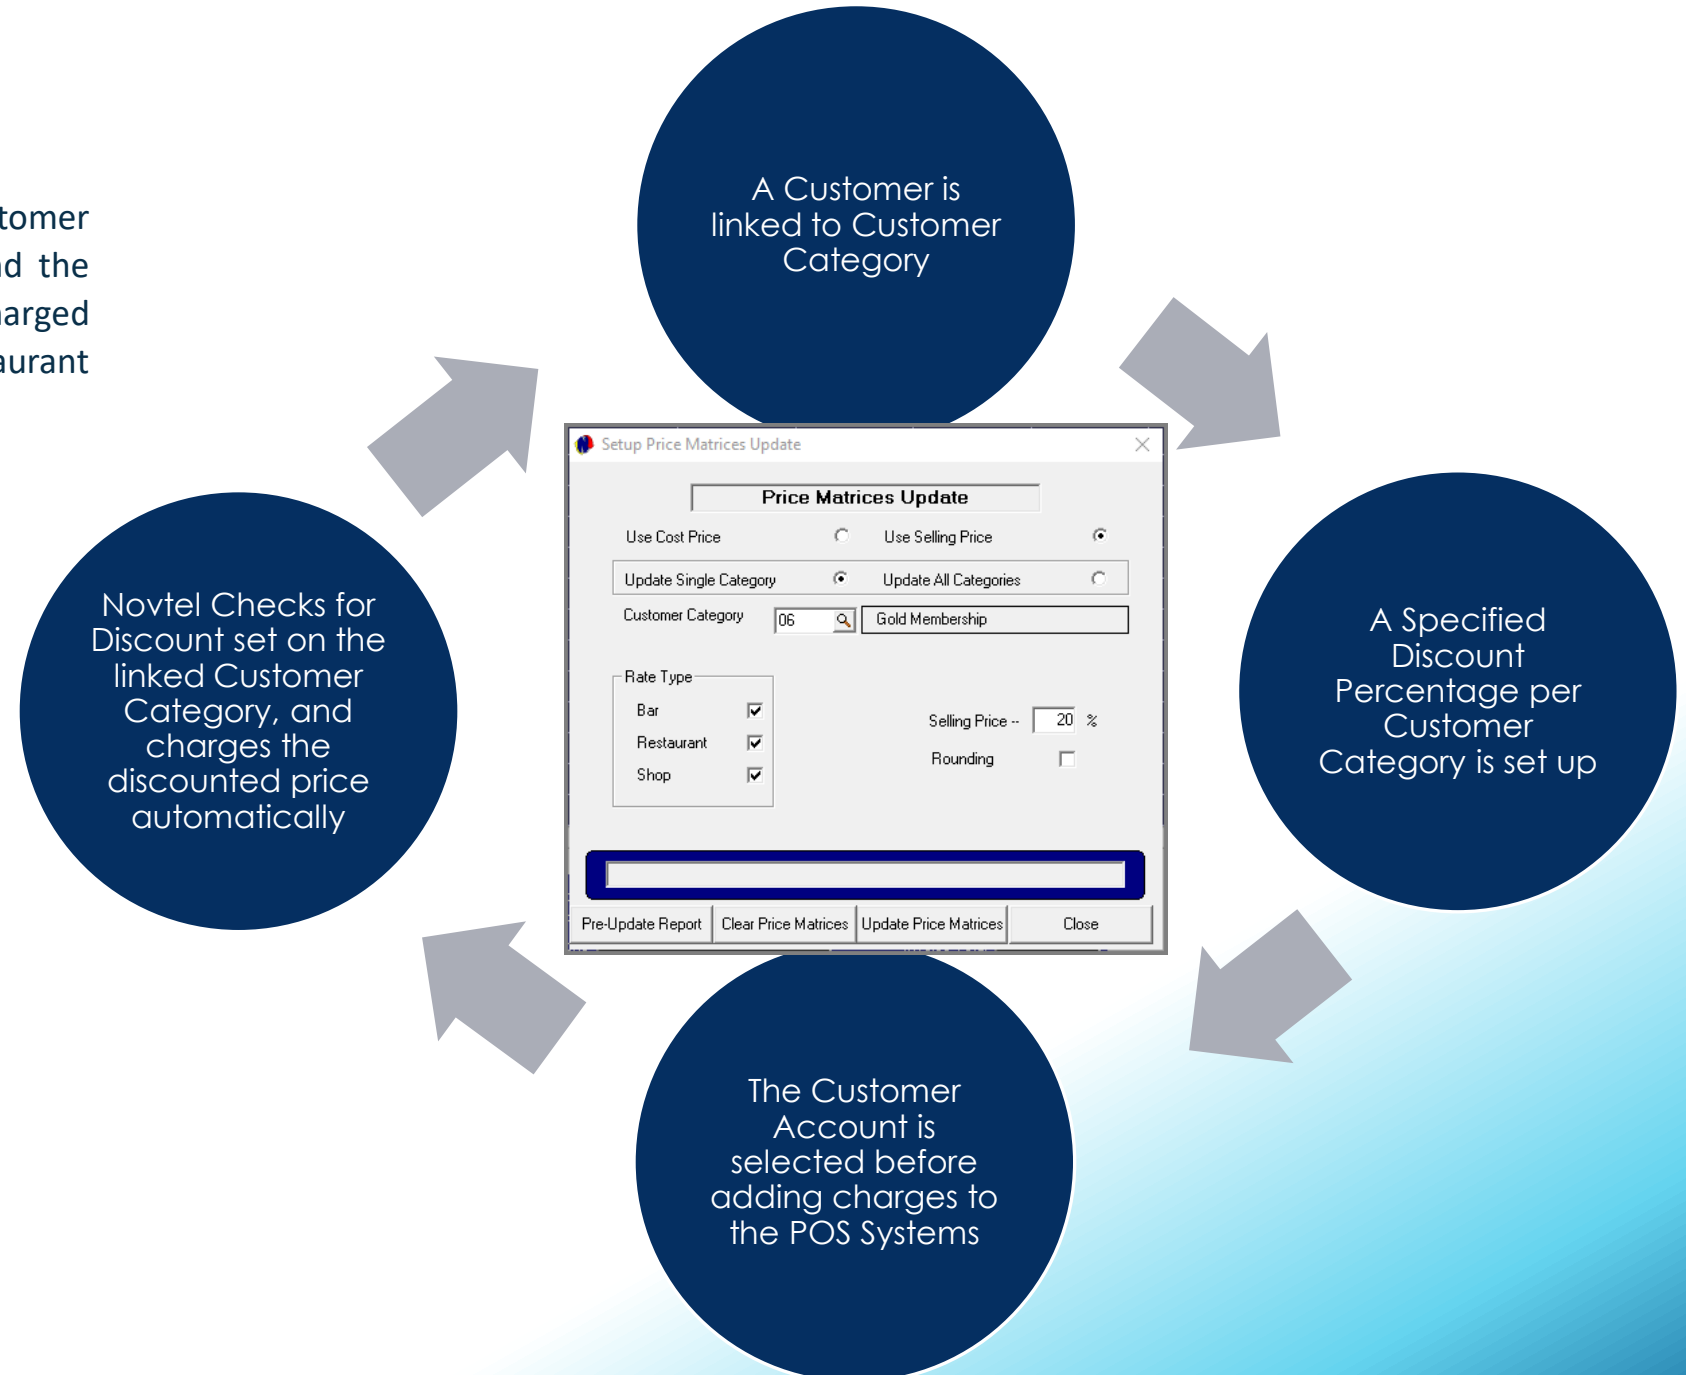 A Customer is
linked to Customer
Category
the
Setup Price Matrices Update
Price Matrices Update
Use Cost Price
Use Selling Price
Update Single Category
Update All Categories
Customer Category
06
Gold Membership
Rate Type
Bar
Restaurant
Shop
Selling Price -- 20 %
Rounding
Pre-Update Report
Clear Price Matrices
Update Price Matrices
Close
A Specified
Discount
Percentage per
Customer
Category is set up
The Customer
Account is
selected before
adding charges to
the POS Systems
Novtel Checks for
Discount set on the
linked Customer
Category, and
charges the
discounted price
automatically